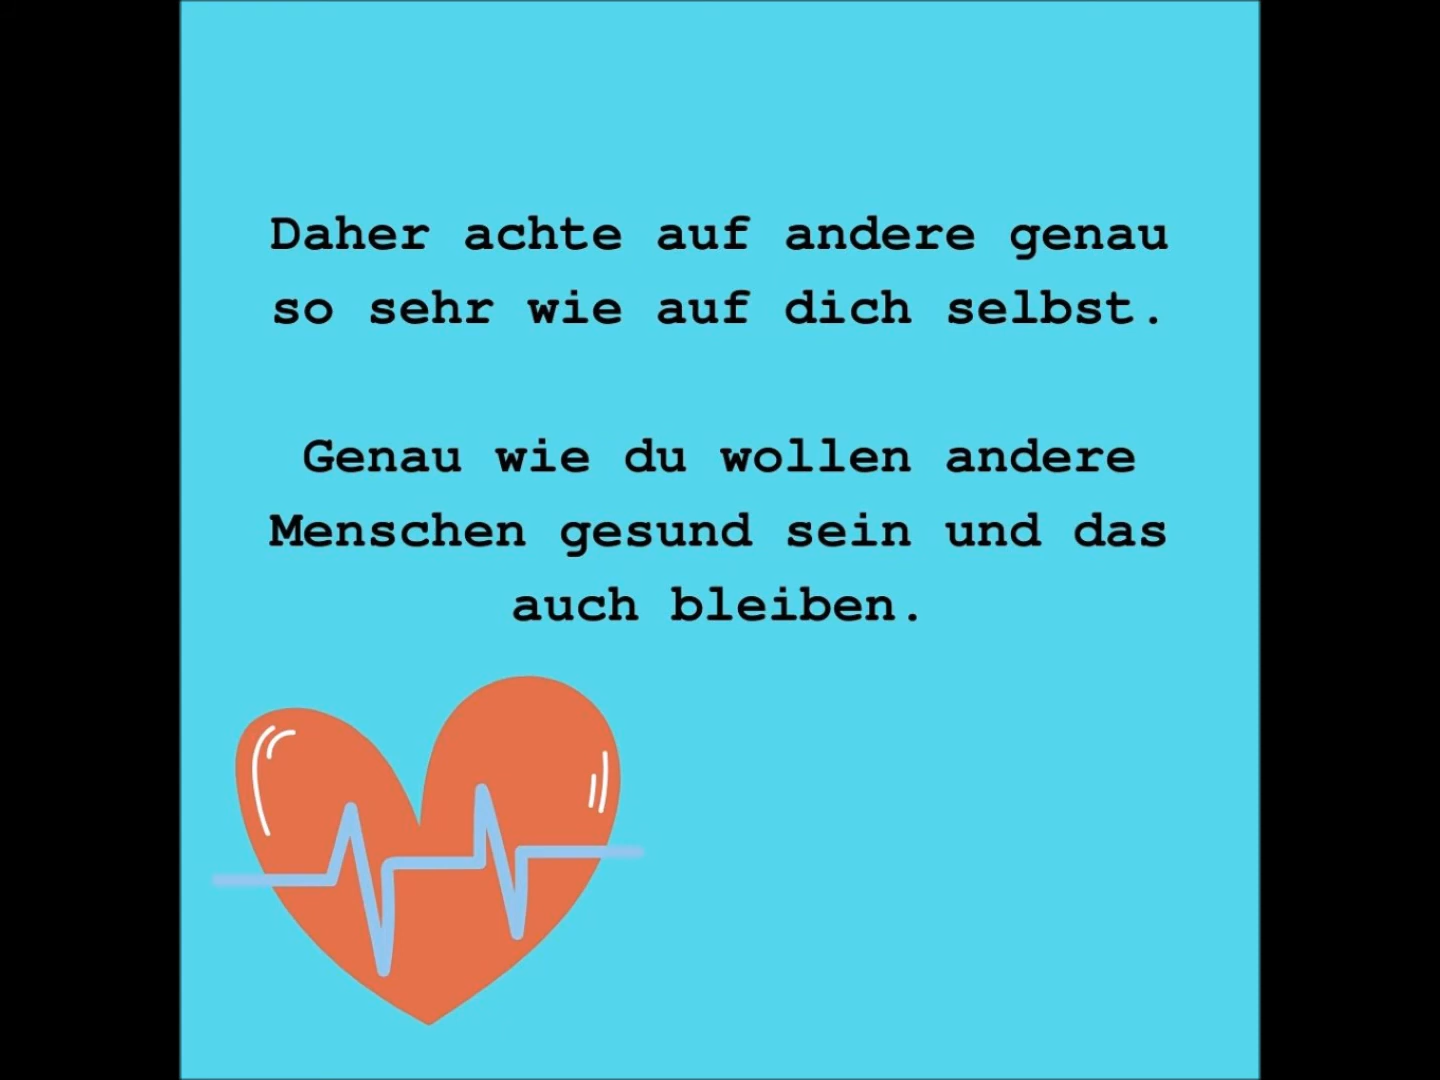 Daher achte auf andere genau
so sehr wie auf dich selbst.
Genau wie du wollen andere
Menschen gesund sein und das
auch bleiben.